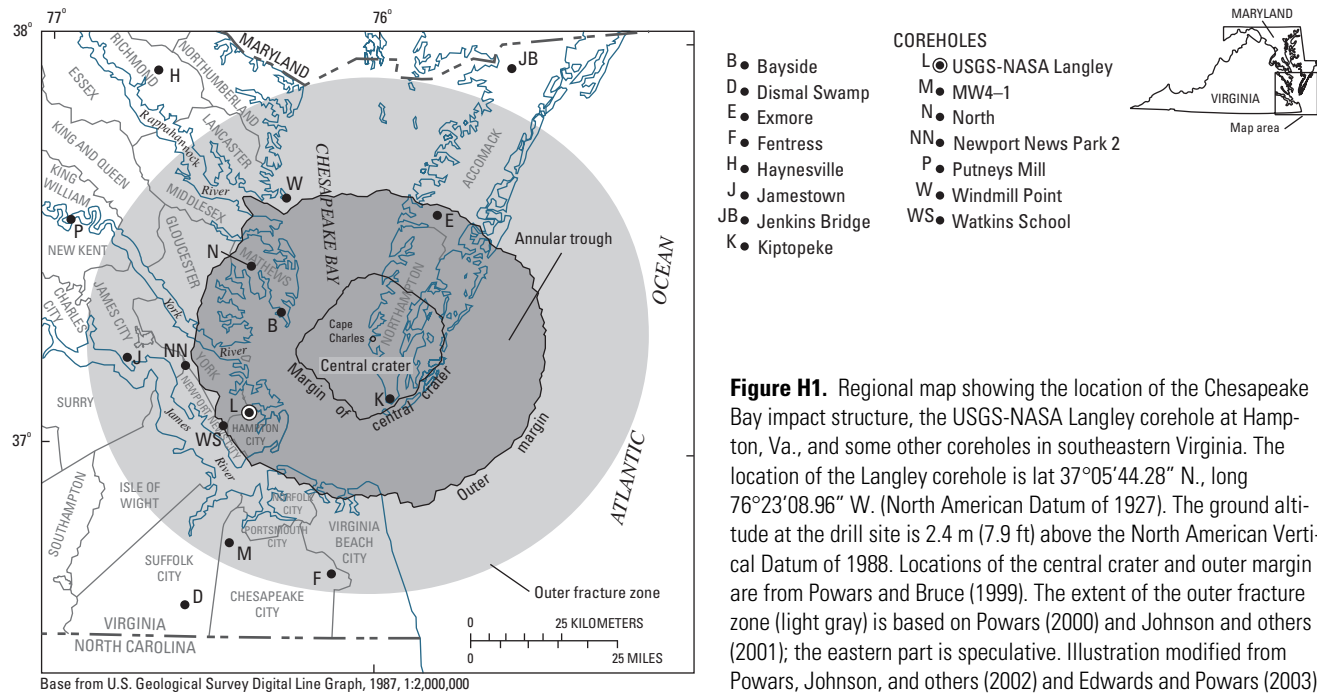 77°
76°
38°
37°
MARYLAND
RICHMOND
NORTHUMBERLAND
ESSEX
H
JB
Rappahannock
River
LANCASTER
KING AND QUEEN
KING
WILLIAM
MIDDLESEX
W
CHESAPEAKE BAY
ACCOMACK
E
P
NEW KENT
GLOUCESTER
N
MATHEWS
Annular trough
OCEAN
CHARLES
CITY
JAMES CITY
York
River
B
NORTHAMPTON
Cape
Charles
Central crater
J
NN
YORK
Margin of
central crater
K
NEWPORT NEWS CITY
L
HAMPTON
CITY
SURRY
James
River
WS
Outer
margin
ATLANTIC
ISLE OF
WIGHT
SOUTHAMPTON
NORFOLK
CITY
PORTSMOUTH
CITY
VIRGINIA
BEACH
CITY
M
SUFFOLK
CITY
F
CHESAPEAKE
CITY
D
Outer fracture zone
VIRGINIA
NORTH CAROLINA
0 25 KILOMETERS
0 25 MILES
Base from U.S. Geological Survey Digital Line Graph, 1987, 1:2,000,000
COREHOLES
B Bayside
D Dismal Swamp
E Exmore
F Fentress
H Haynesville
J Jamestown
JB Jenkins Bridge
K Kiptopeke
L USGS-NASA Langley
M MW4–1
N North
NN Newport News Park 2
P Putneys Mill
W Windmill Point
WS Watkins School
MARYLAND
VIRGINIA
Map area
Figure H1. Regional map showing the location of the Chesapeake
Bay impact structure, the USGS-NASA Langley corehole at Hamp-
ton, Va., and some other coreholes in southeastern Virginia. The
location of the Langley corehole is lat 37°05′44.28″ N., long
76°23′08.96″ W. (North American Datum of 1927). The ground alti-
tude at the drill site is 2.4 m (7.9 ft) above the North American Verti-
cal Datum of 1988. Locations of the central crater and outer margin
are from Powars and Bruce (1999). The extent of the outer fracture
zone (light gray) is based on Powars (2000) and Johnson and others
(2001); the eastern part is speculative. Illustration modified from
Powars, Johnson, and others (2002) and Edwards and Powars (2003)